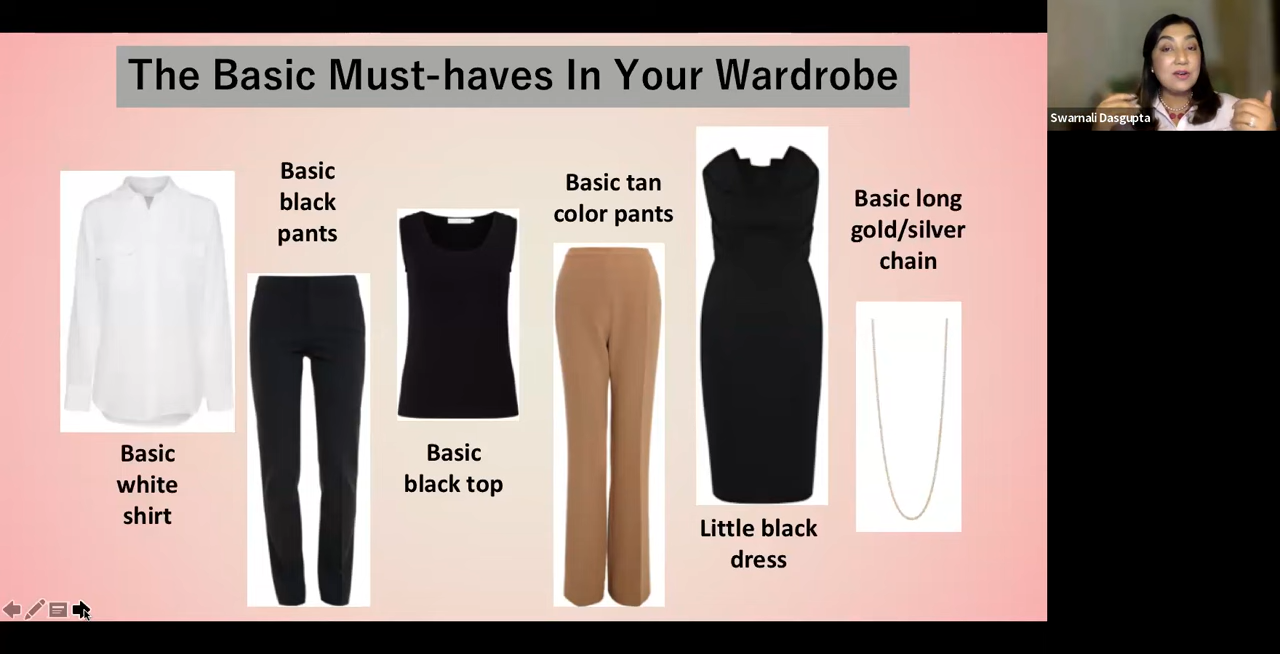 The Basic Must-haves In Your Wardrobe
Swarnali Dasgupta
Basic
white
shirt
Basic
black
pants
Basic
black top
Basic tan
color pants
Little black
dress
Basic long
gold/silver
chain